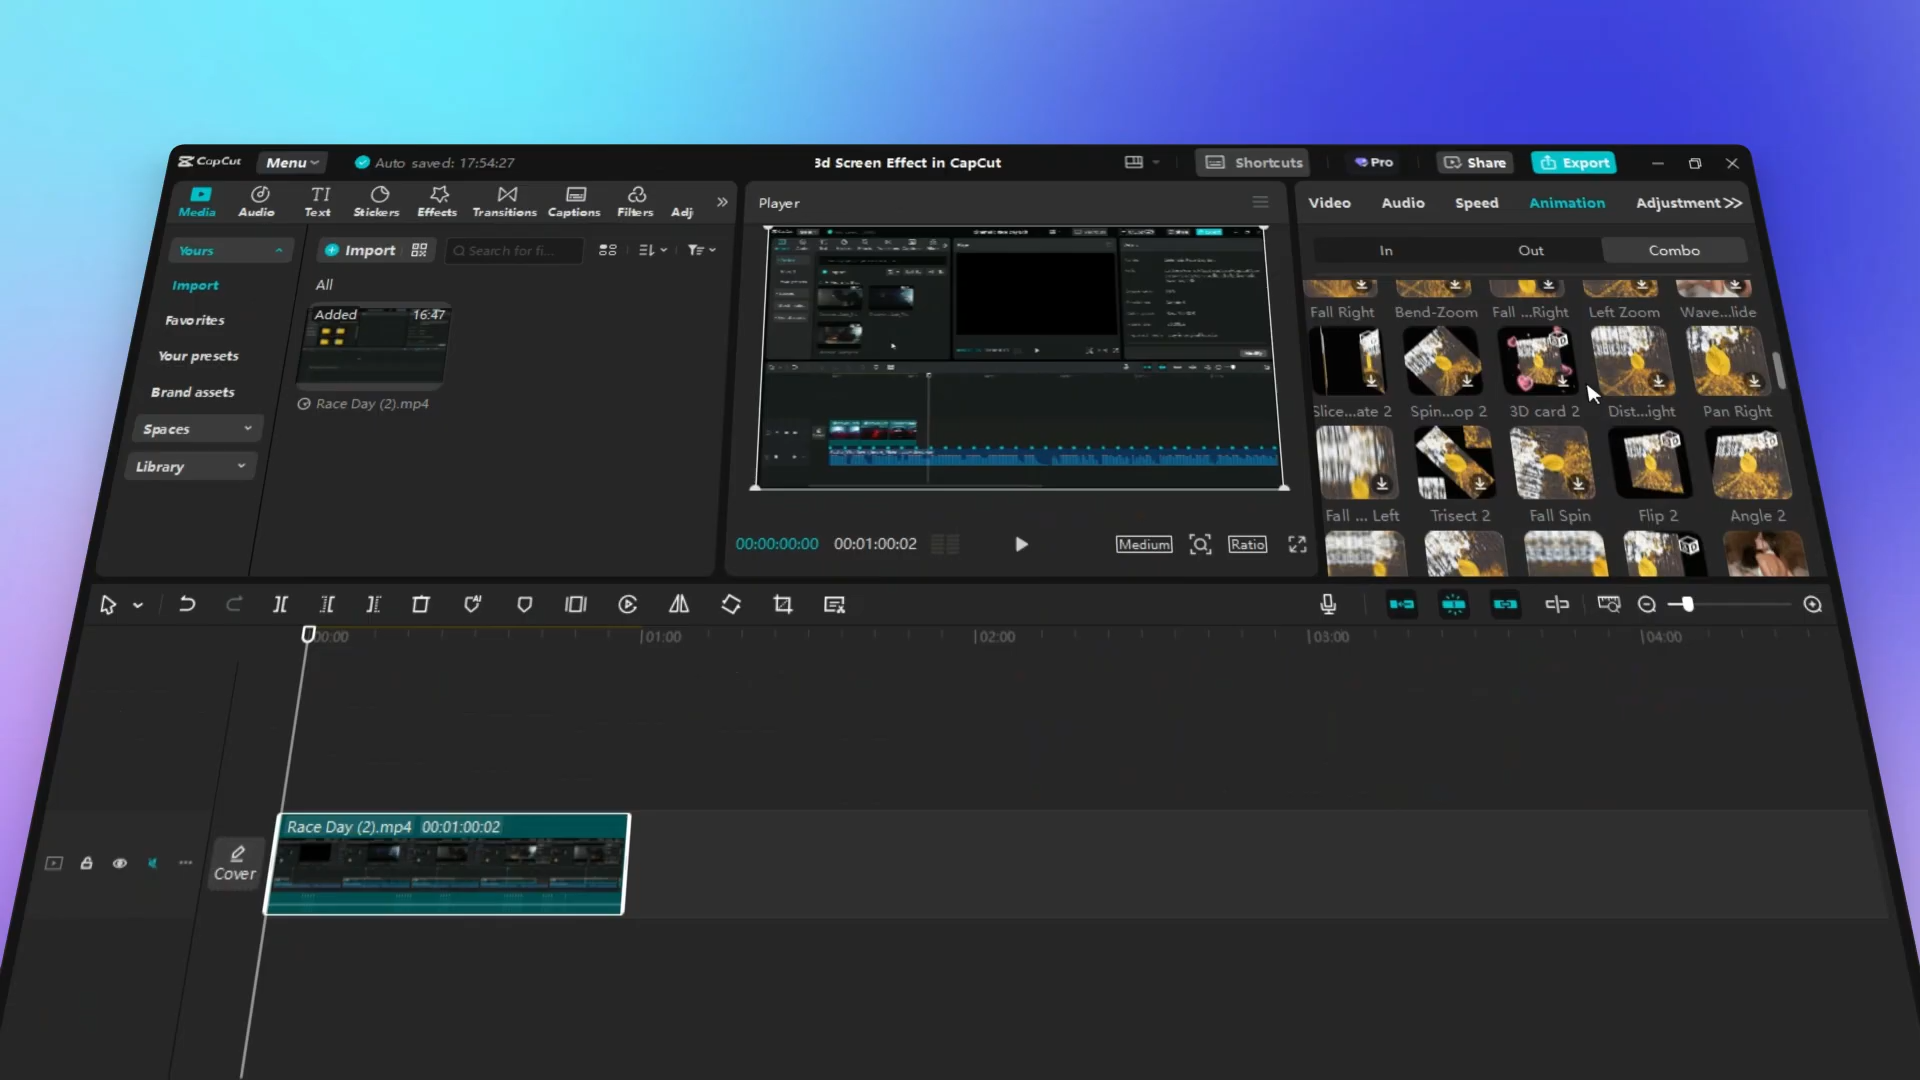 CapCut
Menu
Auto saved: 17:54:27
3d Screen Effect in CapCut
Shortcuts
Pro
Share
Export
Media
Audio
Text
Stickers
Effects
Transitions
Captions
Filters
Adj
Player
Video
Audio
Speed
Animation
Adjustment
Yours
Import
Search for fi...
In
Out
Combo
Import
All
Favorites
Your presets
Brand assets
Spaces
Library
Added
16:47
Race Day (2).mp4
Fall Right
Bend-Zoom
Fall ...Right
Left Zoom
Wave...lide
Slice...ate 2
Spin...op 2
3D card 2
Dist...ight
Pan Right
Fall ... Left
Trisect 2
Fall Spin
Flip 2
Angle 2
00:00:00:00
00:01:00:02
Medium
Ratio
00:00
01:00
02:00
03:00
04:00
Race Day (2).mp4 00:01:00:02
Cover